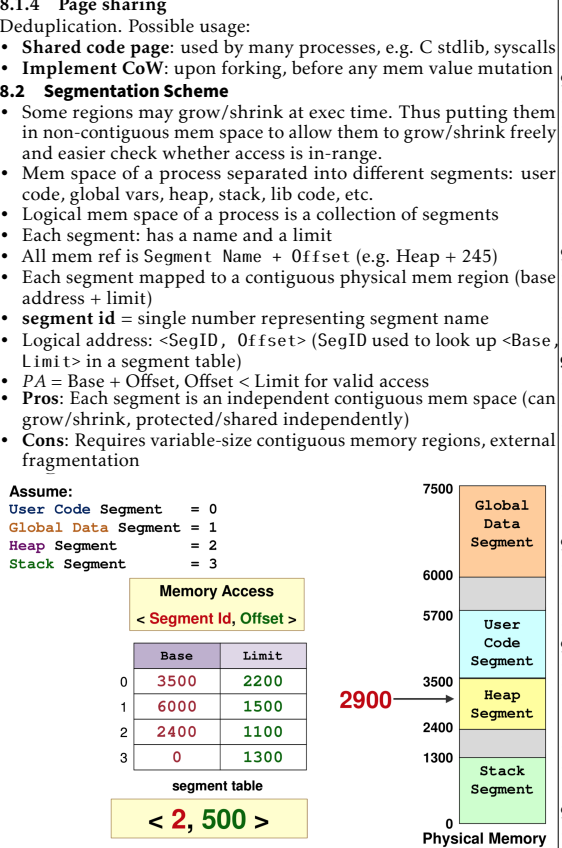 8.1.4 Page sharing
Deduplication. Possible usage:
• Shared code page: used by many processes, e.g. C stdlib, syscalls
• Implement CoW: upon forking, before any mem value mutation
8.2 Segmentation Scheme
• Some regions may grow/shrink at exec time. Thus putting them
in non-contiguous mem space to allow them to grow/shrink freely
and easier check whether access is in-range.
• Mem space of a process separated into different segments: user
code, global vars, heap, stack, lib code, etc.
• Logical mem space of a process is a collection of segments
• Each segment: has a name and a limit
• All mem ref is Segment Name + Offset (e.g. Heap + 245)
• Each segment mapped to a contiguous physical mem region (base
address + limit)
• segment id = single number representing segment name
• Logical address: <SegID, Offset> (SegID used to look up <Base,
Limit> in a segment table)
• PA = Base + Offset, Offset < Limit for valid access
• Pros: Each segment is an independent contiguous mem space (can
grow/shrink, protected/shared independently)
• Cons: Requires variable-size contiguous memory regions, external
fragmentation
Assume:
User Code Segment = 0
Global Data Segment = 1
Heap Segment = 2
Stack Segment = 3
Memory Access
< Segment Id, Offset >
Base Limit
0 3500 2200
1 6000 1500
2 2400 1100
3 0 1300
segment table
< 2, 500 >
2900
7500
Global
Data
Segment
6000
5700
User
Code
Segment
3500
Heap
Segment
2400
1300
Stack
Segment
0
Physical Memory